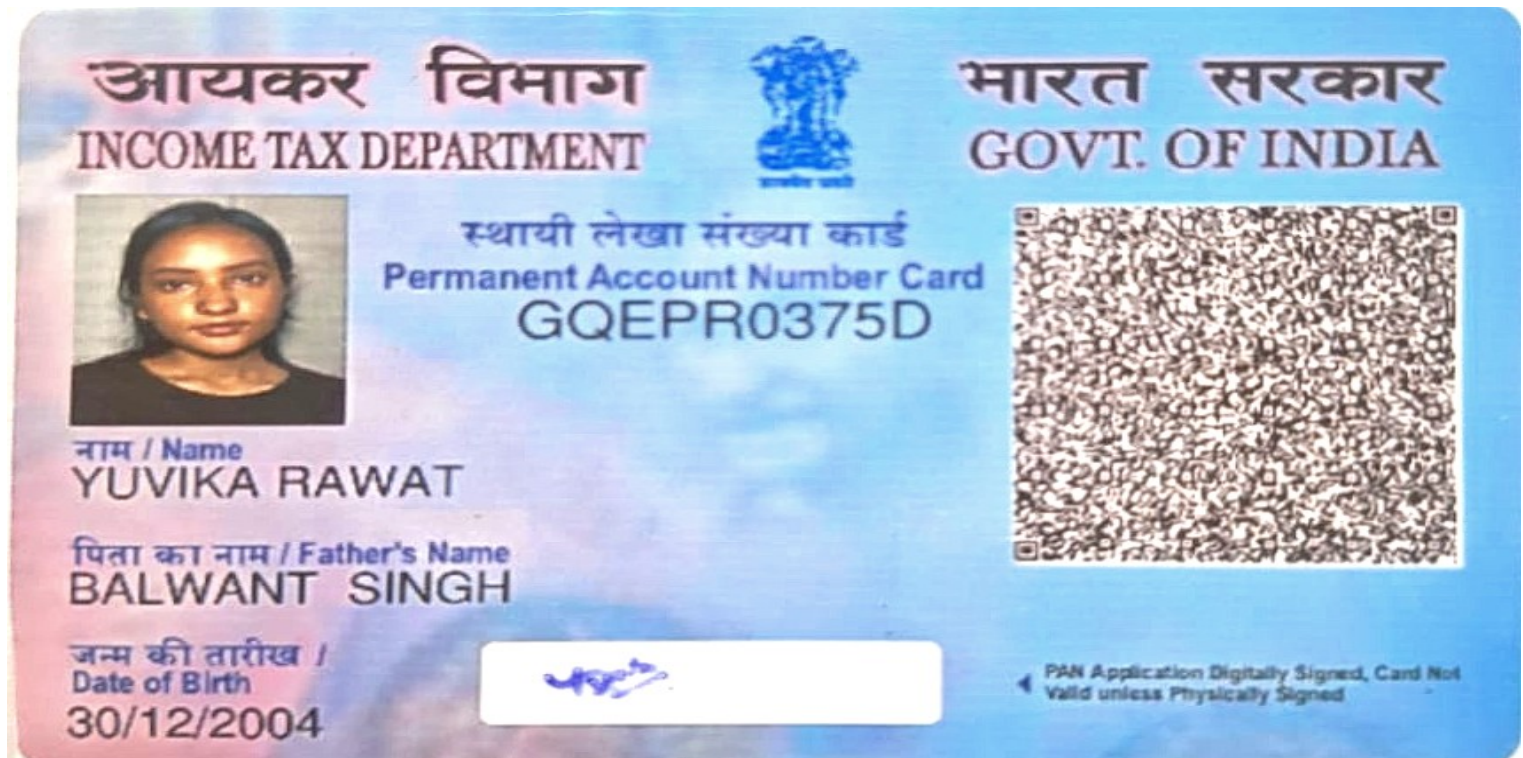 आयकर विभाग
INCOME TAX DEPARTMENT
भारत सरकार
GOVT. OF INDIA
स्थायी लेखा संख्या कार्ड
Permanent Account Number Card
GQEPR0375D
नाम / Name
YUVIKA RAWAT
पिता का नाम / Father's Name
BALWANT SINGH
जन्म की तारीख /
Date of Birth
30/12/2004
PAN Application Digitally Signed, Card Not
Valid unless Physically Signed